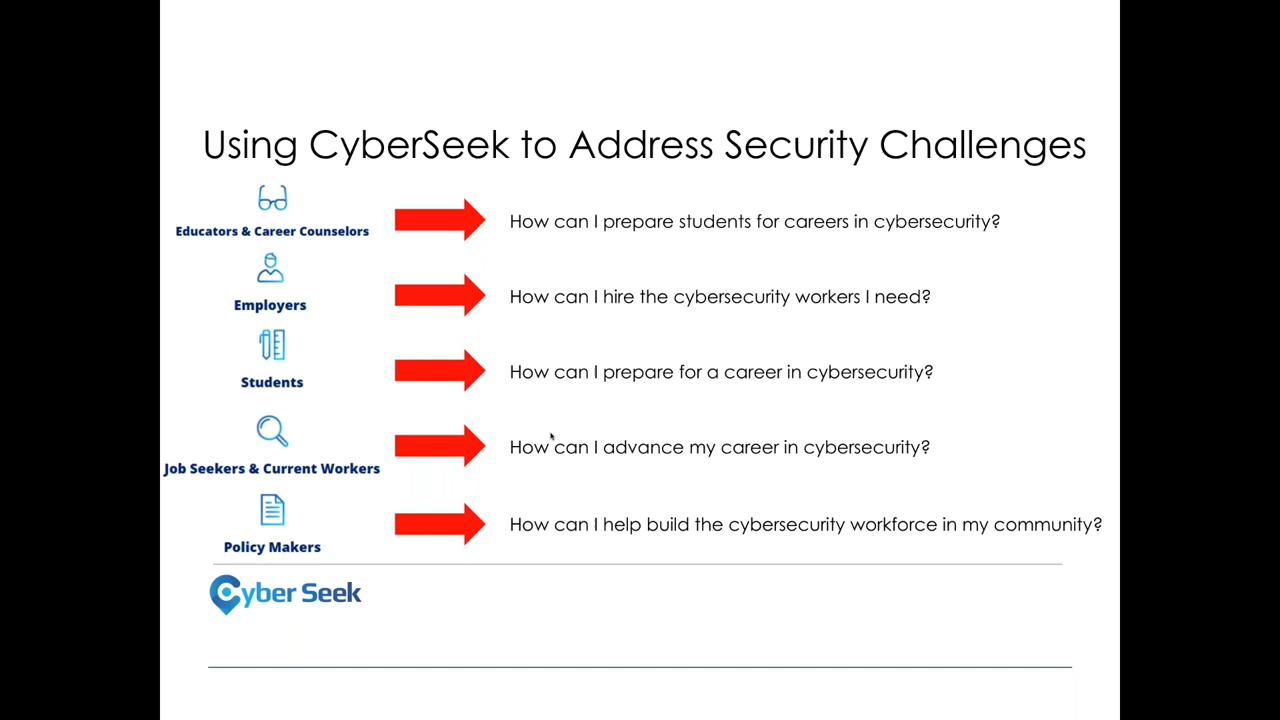 Using CyberSeek to Address Security Challenges
Educators & Career Counselors
How can I prepare students for careers in cybersecurity?
Employers
How can I hire the cybersecurity workers I need?
Students
How can I prepare for a career in cybersecurity?
Job Seekers & Current Workers
How can I advance my career in cybersecurity?
Policy Makers
How can I help build the cybersecurity workforce in my community?
Cyber Seek